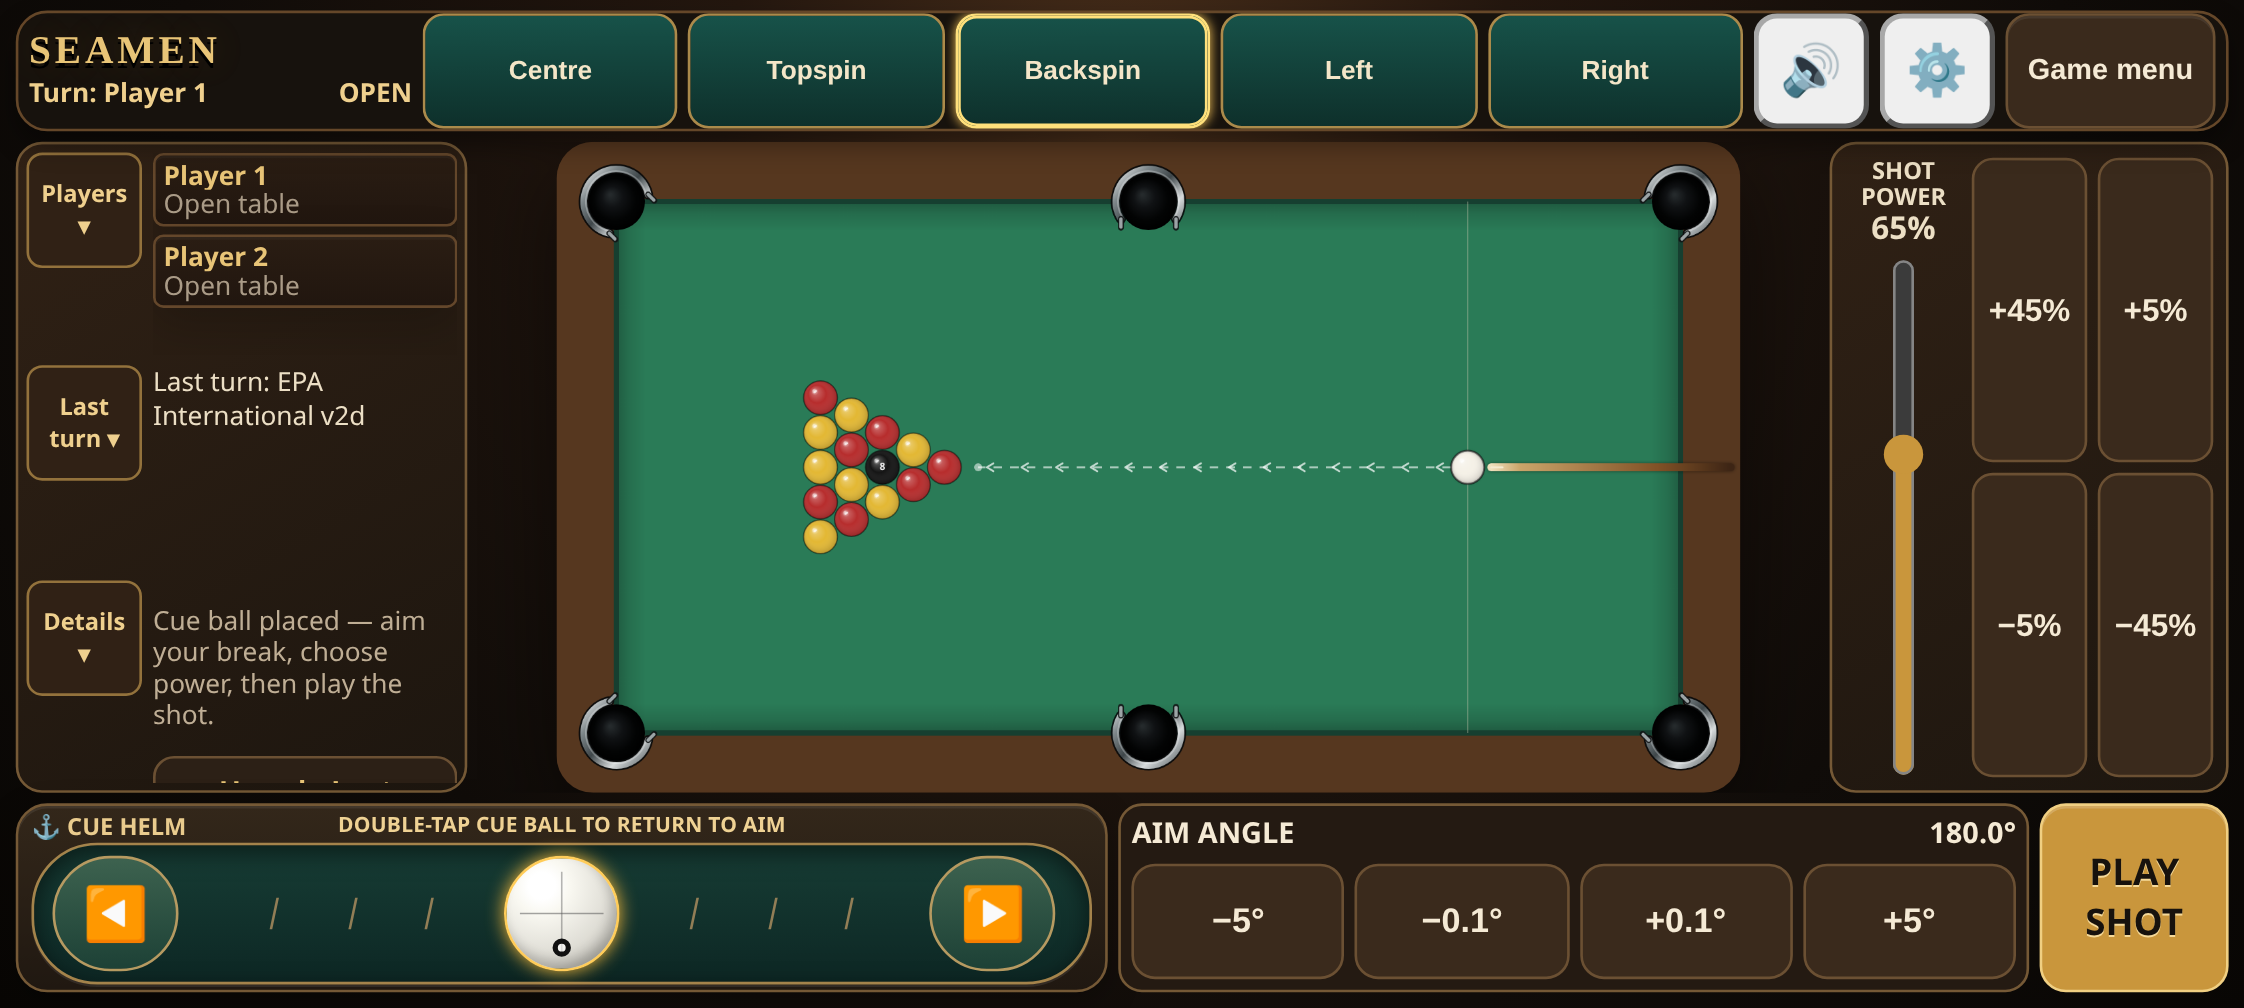 SEAMEN
Turn: Player 1
OPEN
Centre
Topspin
Backspin
Left
Right
Game menu
Players
▼
Player 1
Open table
Player 2
Open table
Last
turn ▼
Last turn: EPA
International v2d
Details
▼
Cue ball placed — aim
your break, choose
power, then play the
shot.
8
SHOT
POWER
65%
+45%
+5%
−5%
−45%
⚓ CUE HELM
DOUBLE-TAP CUE BALL TO RETURN TO AIM
AIM ANGLE
180.0°
−5°
−0.1°
+0.1°
+5°
PLAY
SHOT